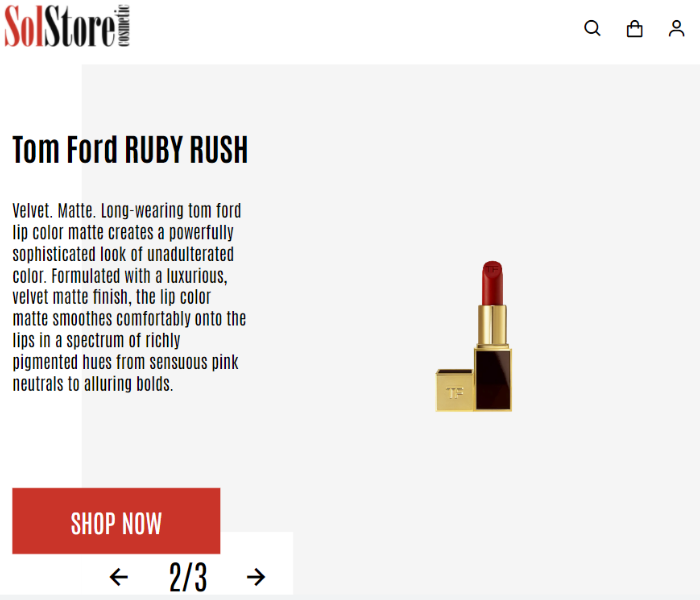 SolStore cosmetic
Tom Ford RUBY RUSH
Velvet. Matte. Long-wearing tom ford
lip color matte creates a powerfully
sophisticated look of unadulterated
color. Formulated with a luxurious,
velvet matte finish, the lip color
matte smoothes comfortably onto the
lips in a spectrum of richly
pigmented hues from sensuous pink
neutrals to alluring bolds.
TF
SHOP NOW
2/3